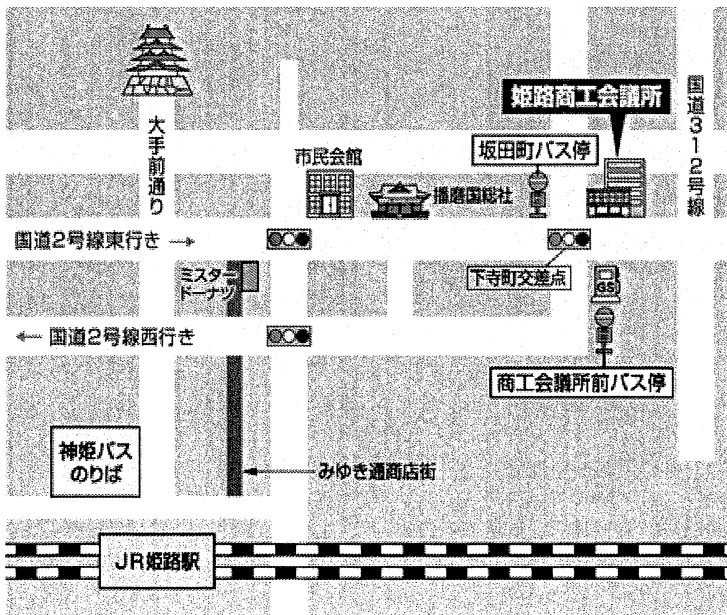 姫路商工会議所
国道312号線
大手前通り
坂田町バス停
市民会館
播磨国総社
国道2号線東行き →
ミスター
ドーナツ
下寺町交差点
GS
← 国道2号線西行き
商工会議所前バス停
神姫バス
のりば
みゆき通商店街
JR姫路駅